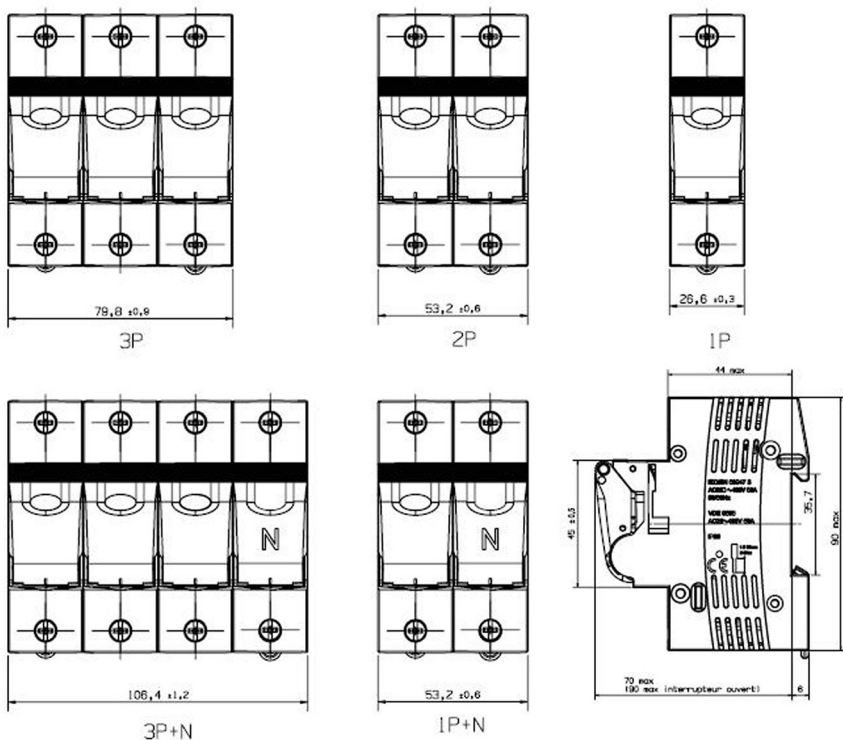 79,8 ±0,9
3P
53,2 ±0,6
2P
26,6 ±0,3
1P
106,4 ±1,2
3P+N
N
53,2 ±0,6
1P+N
N
44 max
45 ±0,5
35,7
90 max
70 max
(90 max interrupteur ouvert)
6
CE